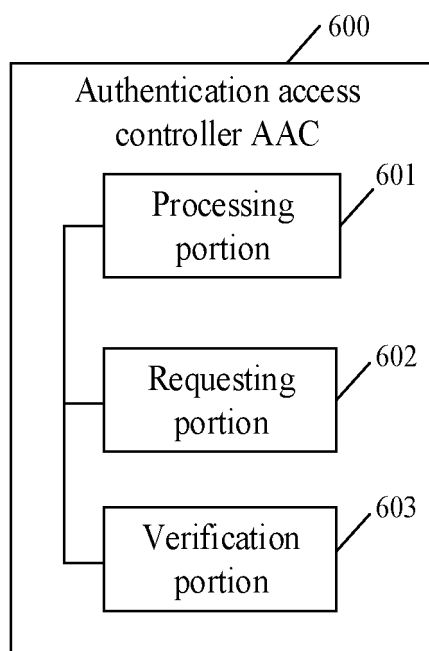 600
Authentication access
controller AAC
601
Processing
portion
602
Requesting
portion
603
Verification
portion